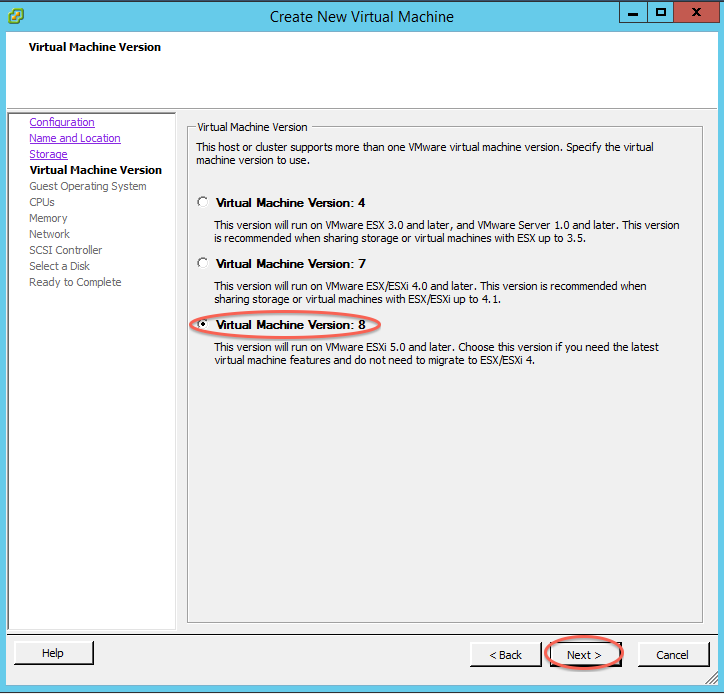 Create New Virtual Machine
Virtual Machine Version
Configuration
Name and Location
Storage
Virtual Machine Version
Guest Operating System
CPUs
Memory
Network
SCSI Controller
Select a Disk
Ready to Complete
Virtual Machine Version
This host or cluster supports more than one VMware virtual machine version. Specify the virtual
machine version to use.
Virtual Machine Version: 4
This version will run on VMware ESX 3.0 and later, and VMware Server 1.0 and later. This version
is recommended when sharing storage or virtual machines with ESX up to 3.5.
Virtual Machine Version: 7
This version will run on VMware ESX/ESXi 4.0 and later. This version is recommended when
sharing storage or virtual machines with ESX/ESXi up to 4.1.
Virtual Machine Version: 8
This version will run on VMware ESXi 5.0 and later. Choose this version if you need the latest
virtual machine features and do not need to migrate to ESX/ESXi 4.
Help
< Back
Next >
Cancel